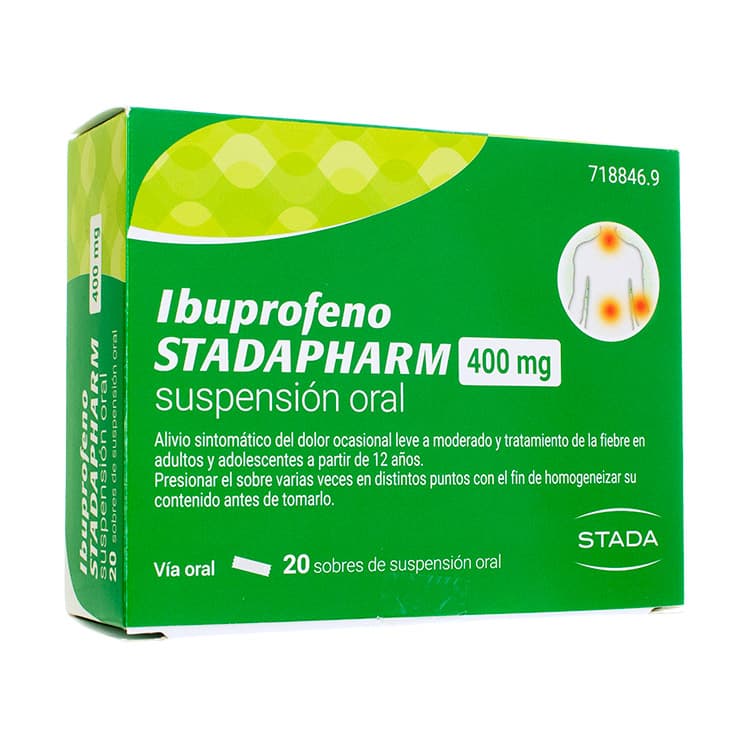 718846.9
Ibuprofeno
STADAPHARM 400 mg
suspensión oral
Alivio sintomático del dolor ocasional leve a moderado y tratamiento de la fiebre en
adultos y adolescentes a partir de 12 años.
Presionar el sobre varias veces en distintos puntos con el fin de homogeneizar su
contenido antes de tomarlo.
Vía oral 20 sobres de suspensión oral
STADA
Ibuprofeno
STADAPHARM 400 mg
suspensión oral
20 sobres de suspensión oral